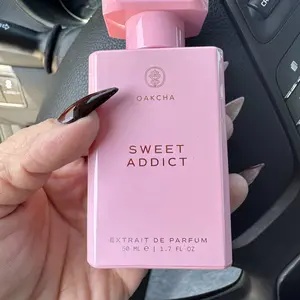 OAKCHA
SWEET
ADDICT
EXTRAIT DE PARFUM
50 ML ℮ | 1.7 FL OZ